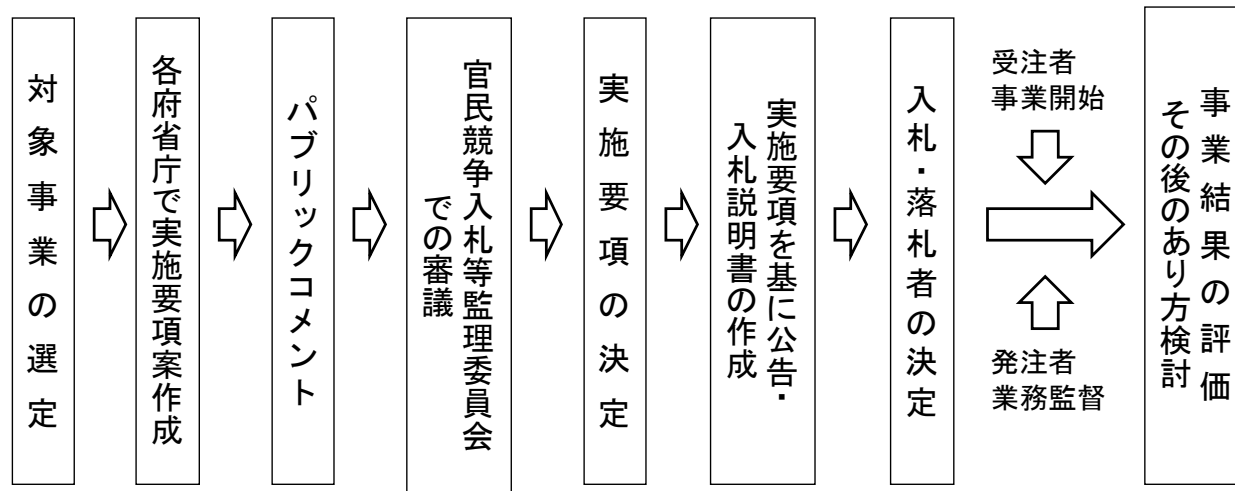 対象事業の選定
各府省庁で実施要項案作成
パブリックコメント
官民競争入札等監理委員会
での審議
実施要項の決定
実施要項を基に公告・
入札説明書の作成
入札・落札者の決定
受注者
事業開始
発注者
業務監督
事業結果の評価
その後のあり方検討